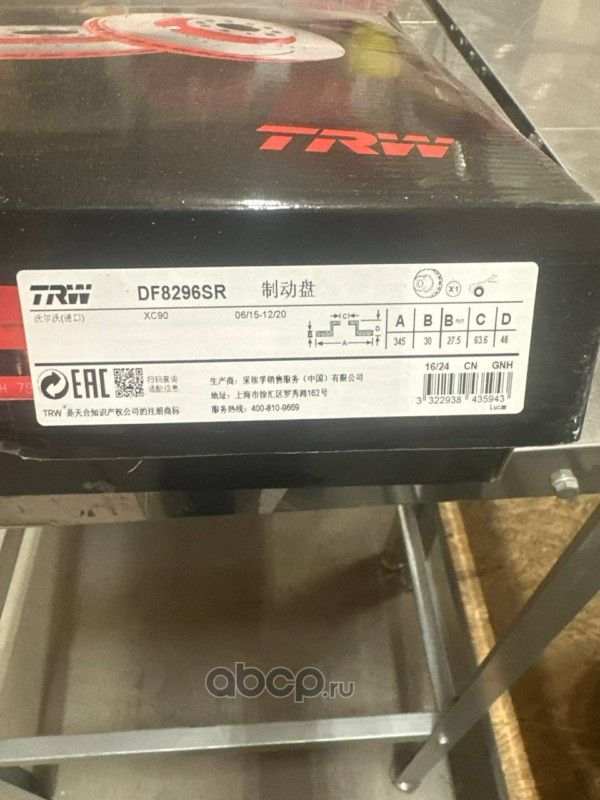 TRW
TRW DF8296SR 制动盘 X1
沃尔沃(进口) XC90 06/15-12/20
C B D A
A B B min C D
345 30 27.5 63.6 48
16/24 CN GNH
EAC 扫码查询
适配信息
生产商: 采埃孚销售服务（中国）有限公司
地址: 上海市徐汇区罗秀路162号
TRW®是天合知识产权公司的注册商标 服务热线: 400-810-9669
3 322938 435943
Lucas
abcp.ru